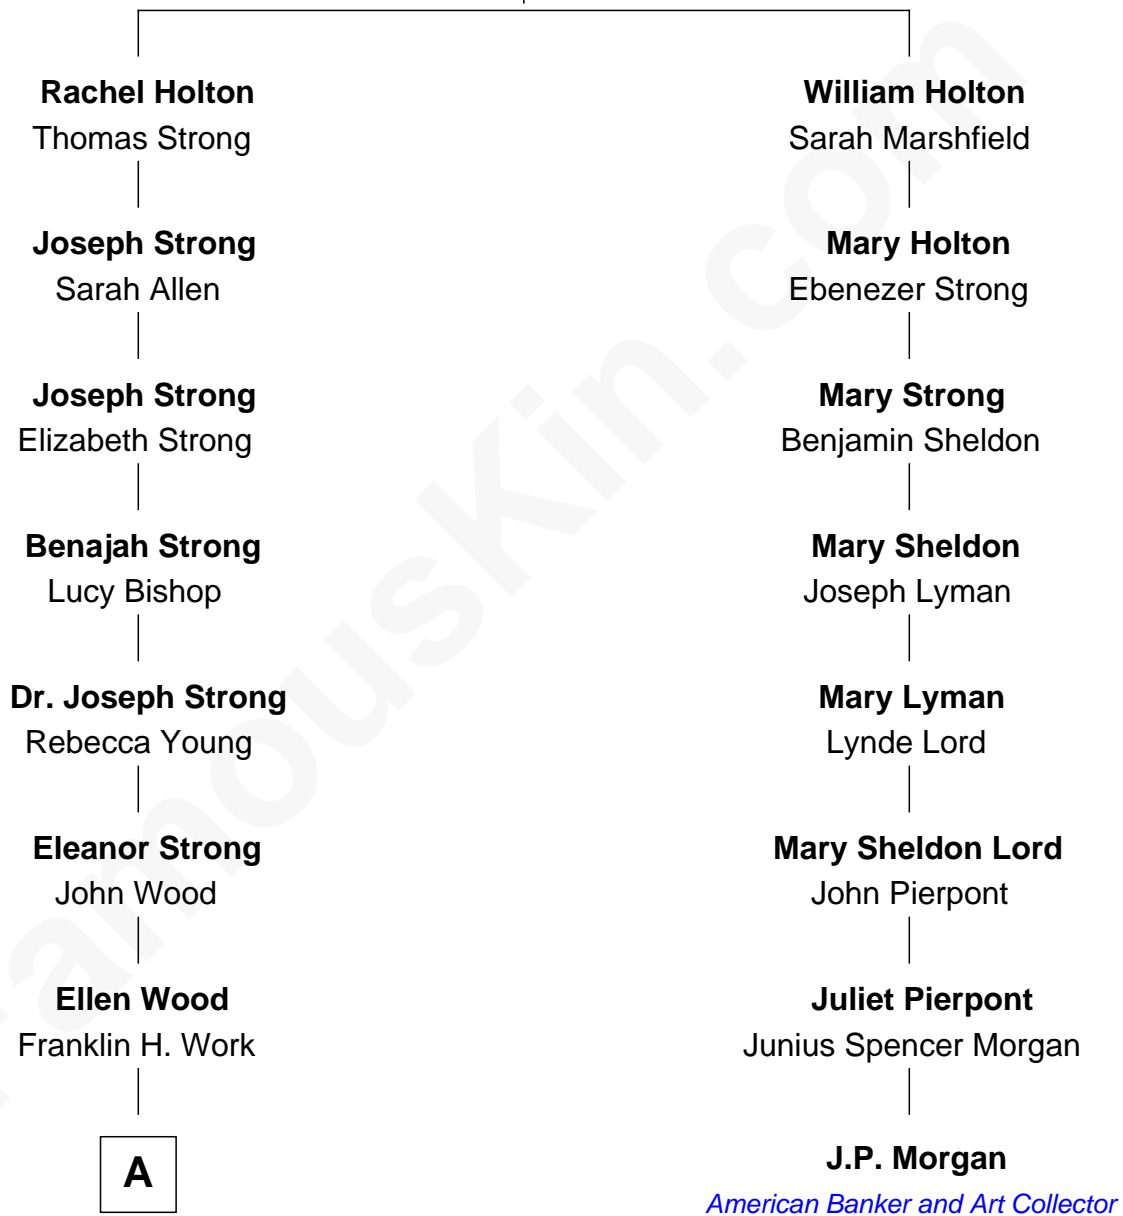 Rachel Holton
Thomas Strong
William Holton
Sarah Marshfield
Joseph Strong
Sarah Allen
Mary Holton
Ebenezer Strong
Joseph Strong
Elizabeth Strong
Mary Strong
Benjamin Sheldon
Benajah Strong
Lucy Bishop
Mary Sheldon
Joseph Lyman
Dr. Joseph Strong
Rebecca Young
Mary Lyman
Lynde Lord
Eleanor Strong
John Wood
Mary Sheldon Lord
John Pierpont
Ellen Wood
Franklin H. Work
Juliet Pierpont
Junius Spencer Morgan
A
J.P. Morgan
American Banker and Art Collector
FamousKin.com